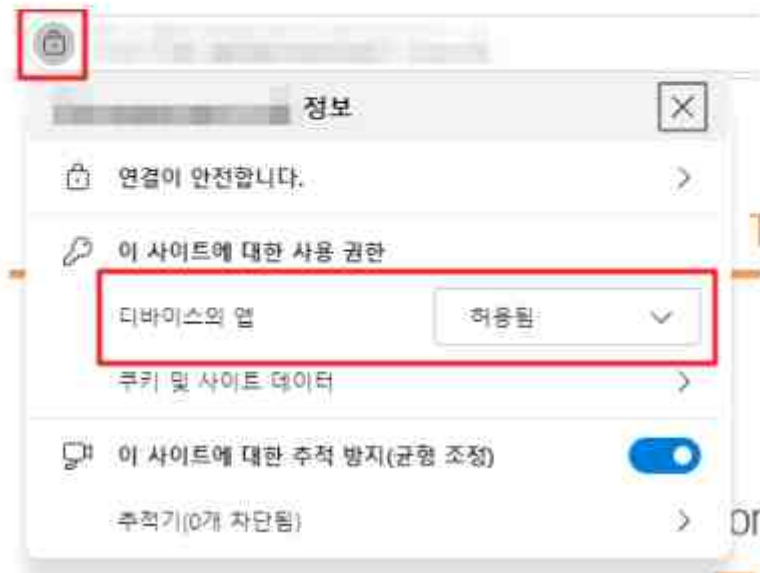 정보
연결이 안전합니다.
이 사이트에 대한 사용 권한
디바이스의 앱
허용됨
쿠키 및 사이트 데이터
이 사이트에 대한 추적 방지(균형 조정)
추적기(0개 차단됨)